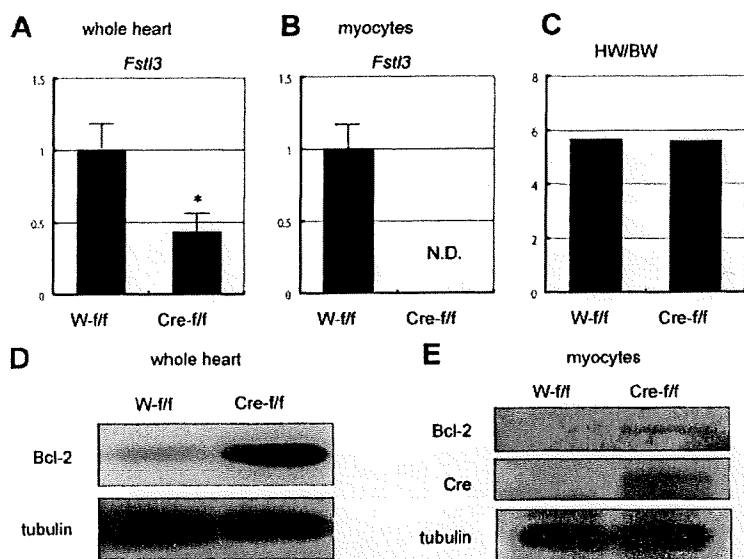 A whole heart
Fstl3
1.5
1
0.5
0
*
W-f/f Cre-f/f
B myocytes
Fstl3
1.5
1
0.5
0
N.D.
W-f/f Cre-f/f
C
HW/BW
8
6
4
2
0
W-f/f Cre-f/f
D whole heart
W-f/f Cre-f/f
Bcl-2
tubulin
E myocytes
W-f/f Cre-f/f
Bcl-2
Cre
tubulin